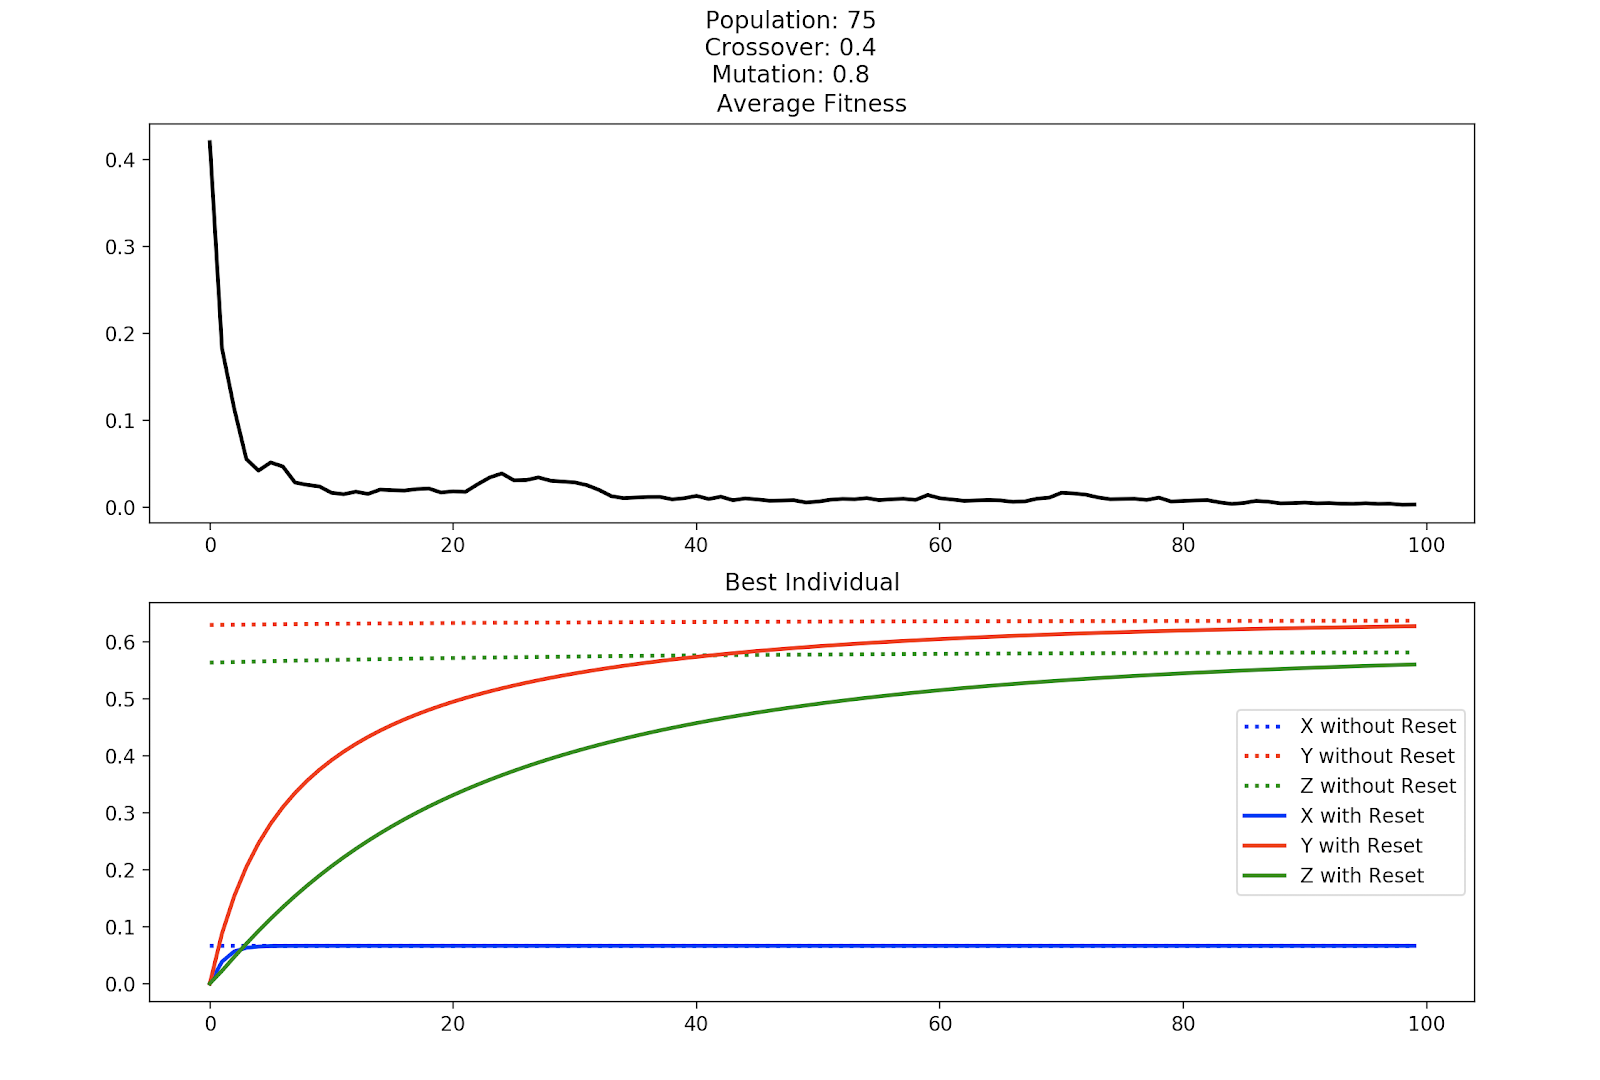 Population: 75
Crossover: 0.4
Mutation: 0.8
Average Fitness
0.4
0.3
0.2
0.1
0.0
0 20 40 60 80 100
Best Individual
0.6
0.5
0.4
0.3
0.2
0.1
0.0
X without Reset
Y without Reset
Z without Reset
X with Reset
Y with Reset
Z with Reset
0 20 40 60 80 100